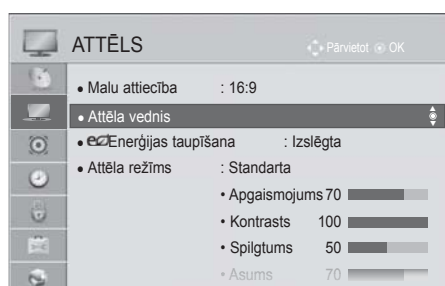 ATTĒLS
Pārvietot OK
• Malu attiecība : 16:9
• Attēla vednis
• eco Enerģijas taupīšana : Izslēgta
• Attēla režīms : Standarta
• Apgaismojums 70
• Kontrasts 100
• Spilgtums 50
• Asums 70